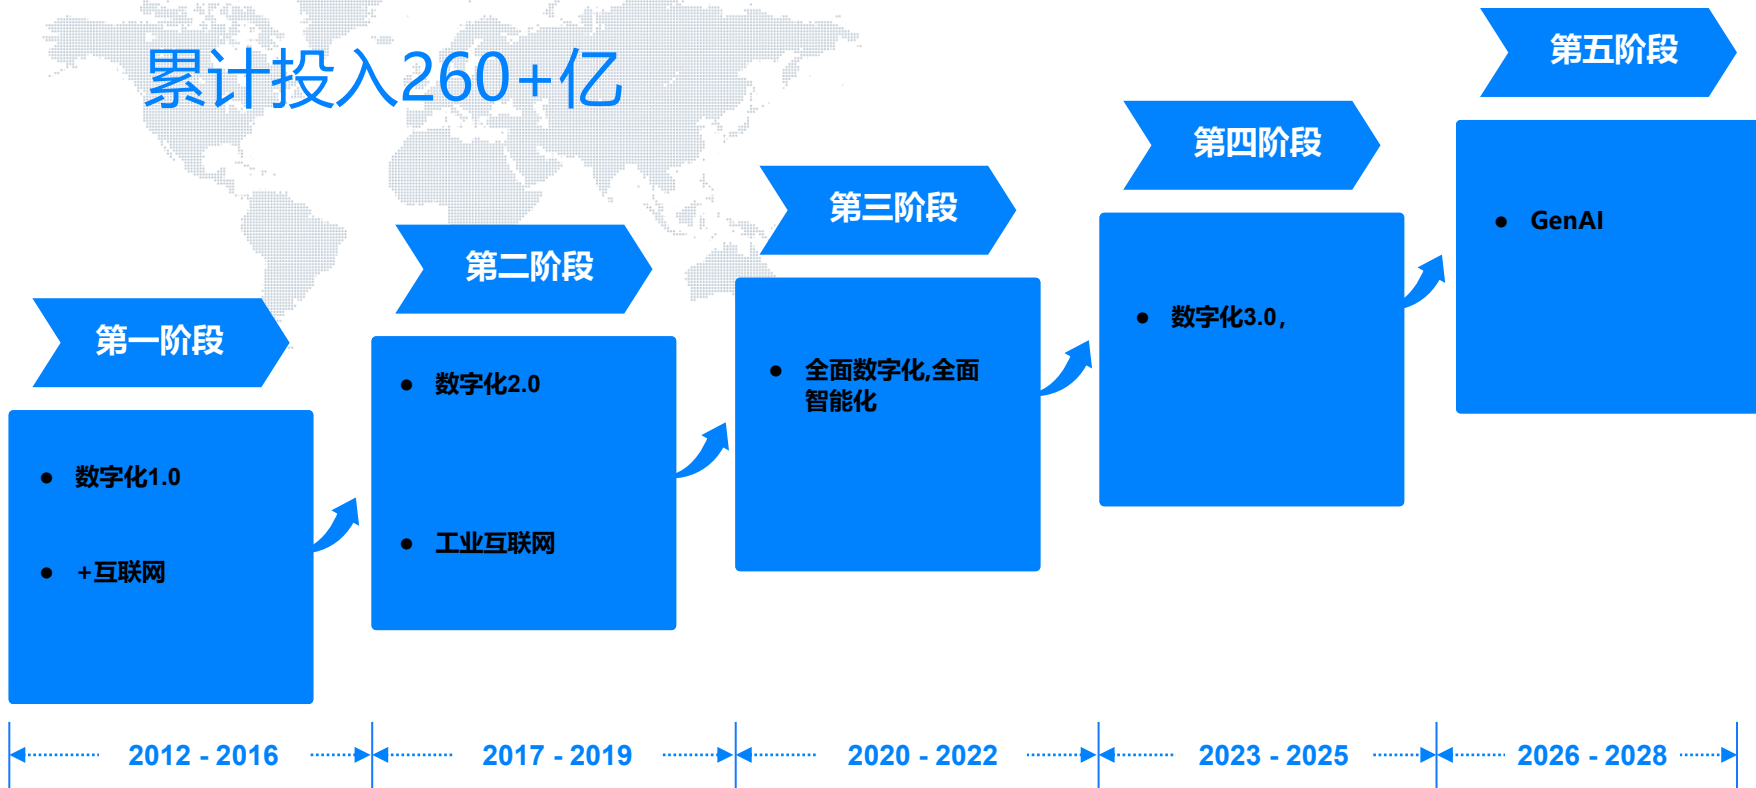 累计投入260+亿
第一阶段
● 数字化1.0
● +互联网
第二阶段
● 数字化2.0
● 工业互联网
第三阶段
● 全面数字化,全面
智能化
第四阶段
● 数字化3.0，
第五阶段
● GenAI
2012 - 2016
2017 - 2019
2020 - 2022
2023 - 2025
2026 - 2028